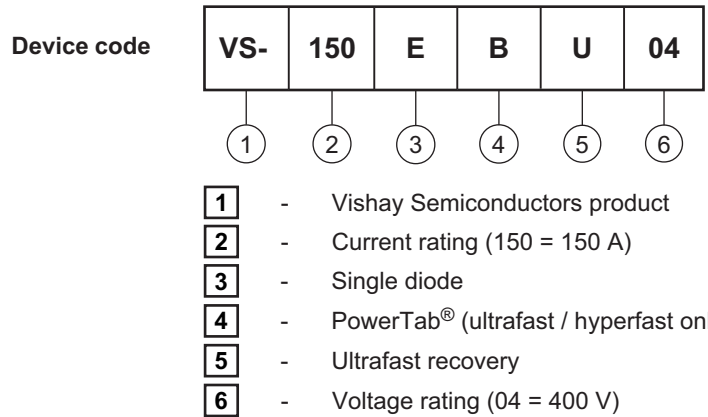 Device code VS- 150 E B U 04
1 2 3 4 5 6
1 - Vishay Semiconductors product
2 - Current rating (150 = 150 A)
3 - Single diode
4 - PowerTab® (ultrafast / hyperfast
5 - Ultrafast recovery
6 - Voltage rating (04 = 400 V)